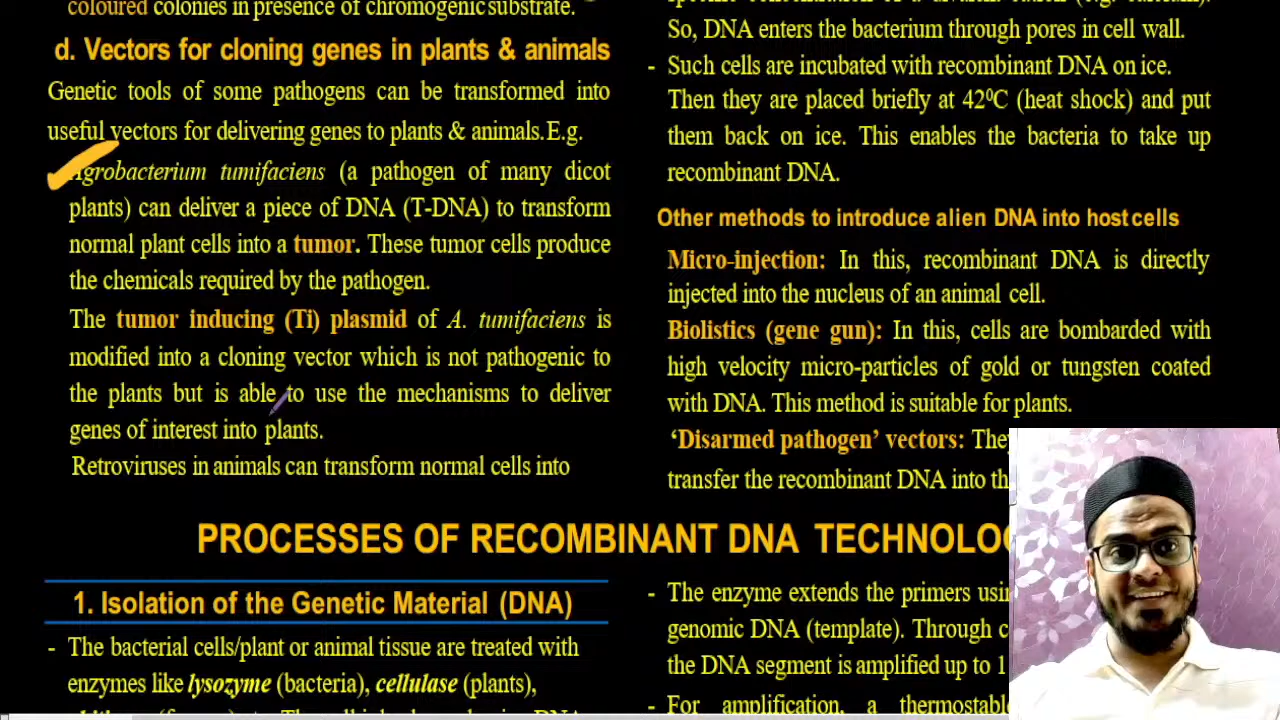 coloured colonies in presence of chromogenic substrate.
d. Vectors for cloning genes in plants & animals
Genetic tools of some pathogens can be transformed into
useful vectors for delivering genes to plants & animals. E.g.
Agrobacterium tumifaciens (a pathogen of many dicot
plants) can deliver a piece of DNA (T-DNA) to transform
normal plant cells into a tumor. These tumor cells produce
the chemicals required by the pathogen.
The tumor inducing (Ti) plasmid of A. tumifaciens is
modified into a cloning vector which is not pathogenic to
the plants but is able to use the mechanisms to deliver
genes of interest into plants.
Retroviruses in animals can transform normal cells into
So, DNA enters the bacterium through pores in cell wall.
- Such cells are incubated with recombinant DNA on ice.
Then they are placed briefly at 42⁰C (heat shock) and put
them back on ice. This enables the bacteria to take up
recombinant DNA.
Other methods to introduce alien DNA into host cells
Micro-injection: In this, recombinant DNA is directly
injected into the nucleus of an animal cell.
Biolistics (gene gun): In this, cells are bombarded with
high velocity micro-particles of gold or tungsten coated
with DNA. This method is suitable for plants.
‘Disarmed pathogen’ vectors: They
transfer the recombinant DNA into
PROCESSES OF RECOMBINANT DNA
1. Isolation of the Genetic Material (DNA)
- The bacterial cells/plant or animal tissue are treated with
enzymes like lysozyme (bacteria), cellulase (plants),
- The enzyme extends the primers
genomic DNA (template). Through
the DNA segment is amplified up to
- For amplification, a thermostable